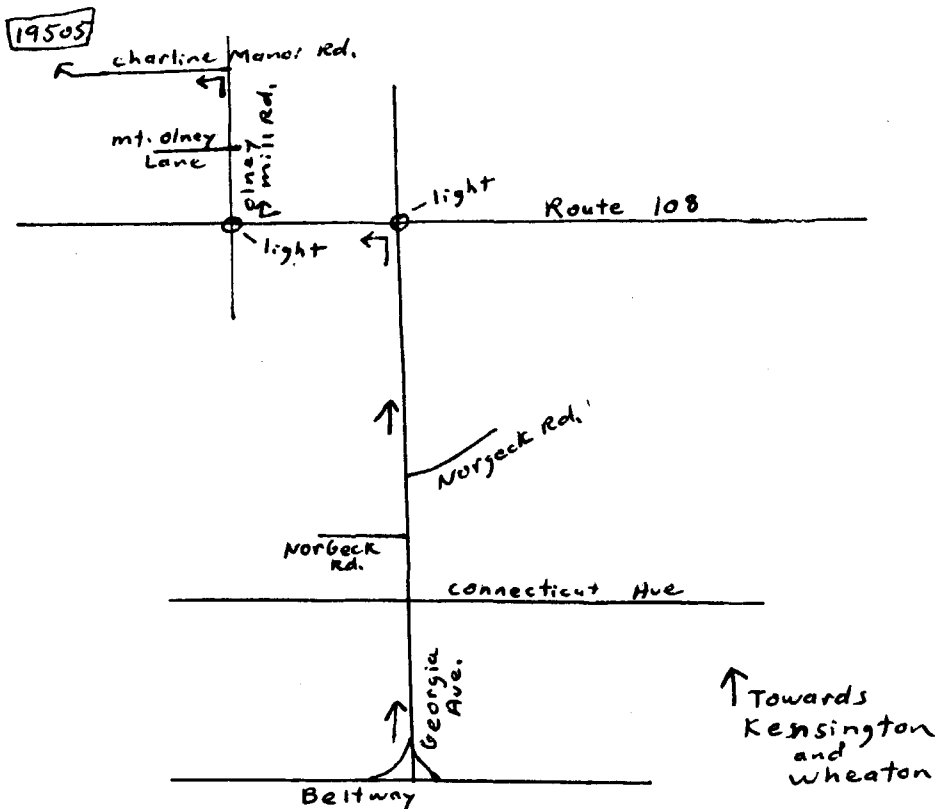 19505
Charline Manor Rd.
mt. olney
Lane
olney
mill Rd.
light
light
Route 108
Norgeck Rd.
NorGeck
Rd.
connecticut Ave
Georgia
Ave.
Beltway
Towards
Kensington
and
Wheaton